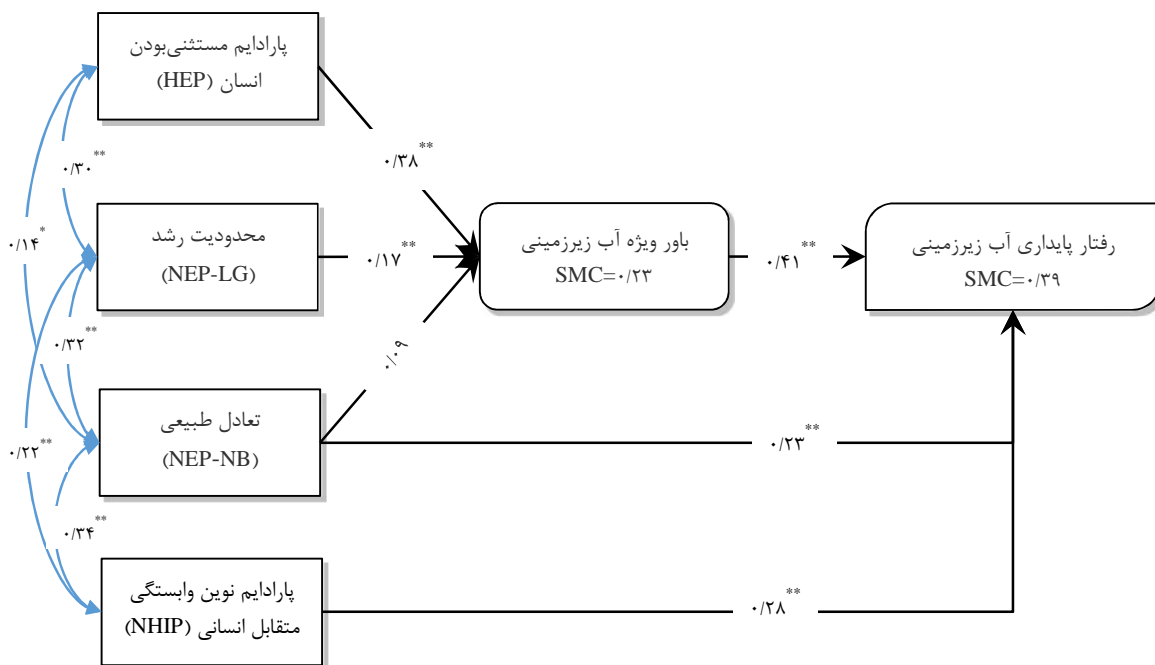 پارادایم مستثنی‌بودن
انسان (HEP)
۰/۳۸**
۰/۳۰**
۰/۱۴*
محدودیت رشد
(NEP-LG)
۰/۱۷**
باور ویژه آب زیرزمینی
SMC=۰/۲۳
۰/۴۱**
رفتار پایداری آب زیرزمینی
SMC=۰/۳۹
۰/۳۲**
۰/۰۹
تعادل طبیعی
(NEP-NB)
۰/۲۳**
۰/۲۲**
۰/۳۴**
پارادایم نوین وابستگی
متقابل انسانی (NHIP)
۰/۲۸**